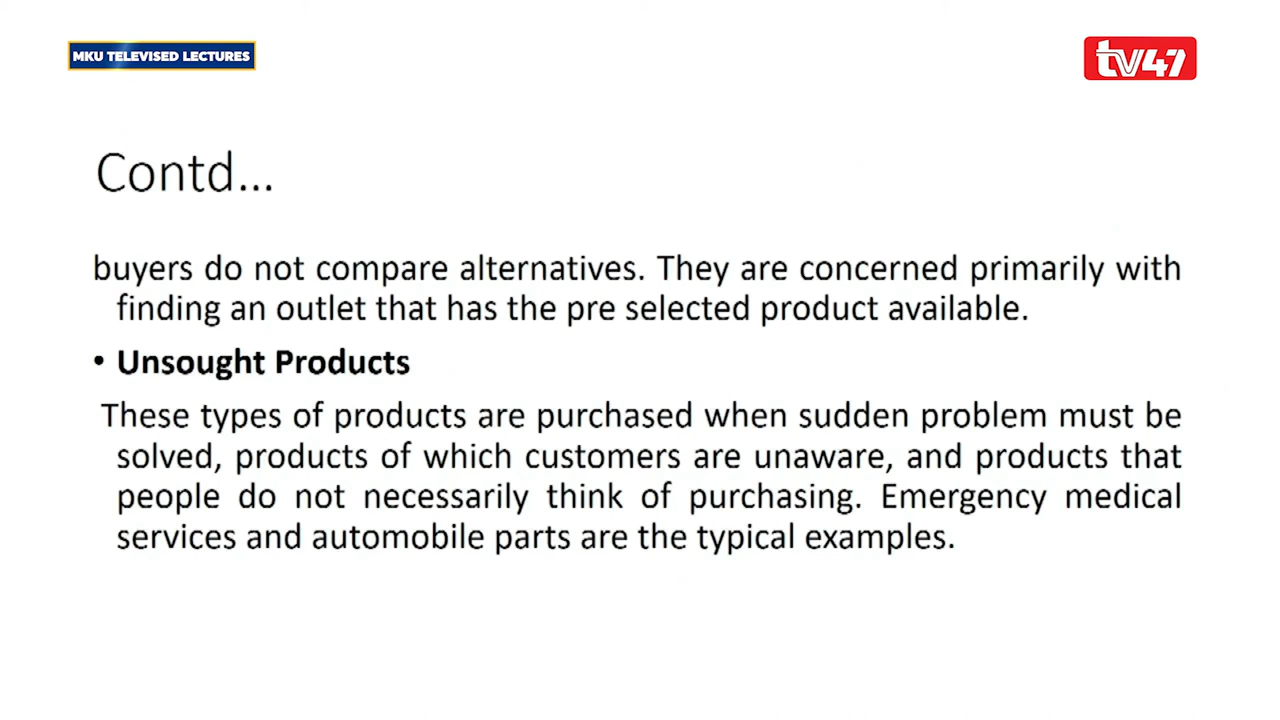 MKU TELEVISED LECTURES
tv47
Contd...
buyers do not compare alternatives. They are concerned primarily with
finding an outlet that has the pre selected product available.
• Unsought Products
These types of products are purchased when sudden problem must be
solved, products of which customers are unaware, and products that
people do not necessarily think of purchasing. Emergency medical
services and automobile parts are the typical examples.